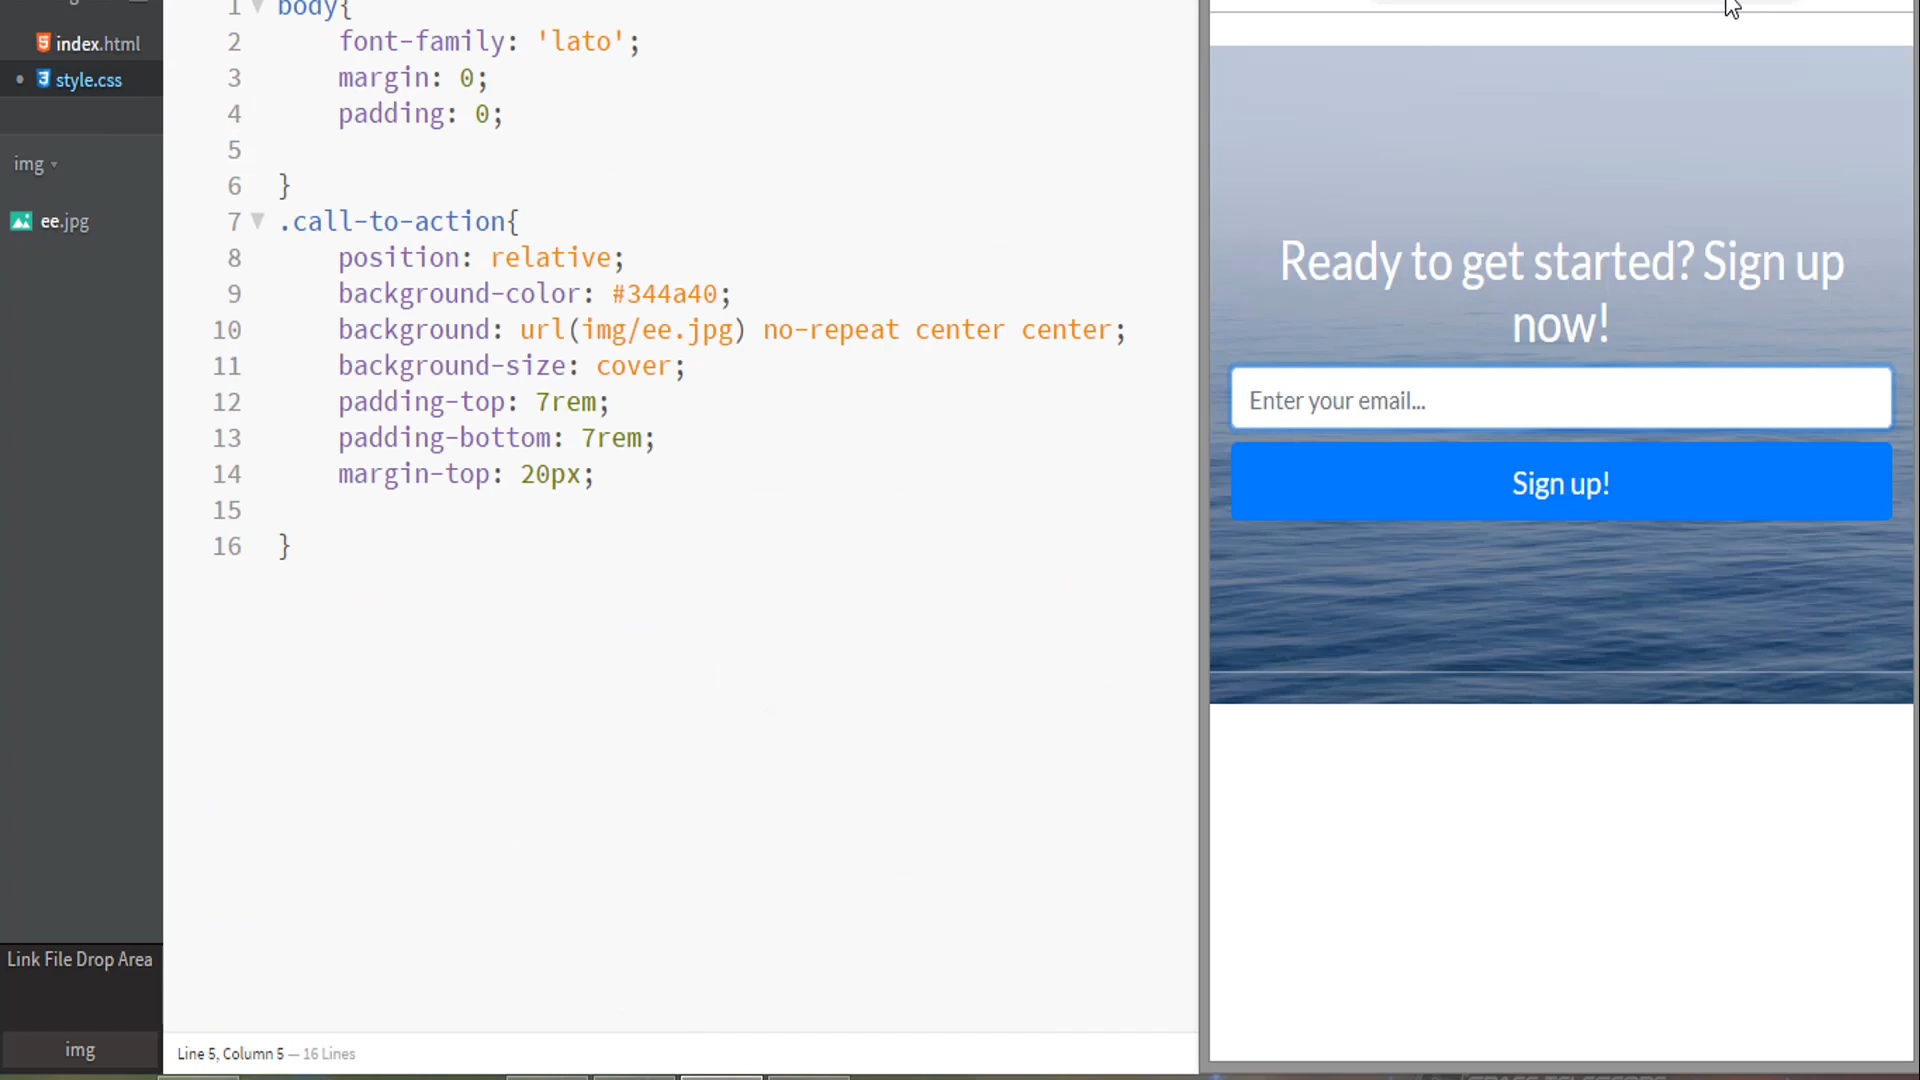 index.html
style.css
img
ee.jpg
Link File Drop Area
img
1 body{
2 font-family: 'lato';
3 margin: 0;
4 padding: 0;
5
6 }
7 .call-to-action{
8 position: relative;
9 background-color: #344a40;
10 background: url(img/ee.jpg) no-repeat center center;
11 background-size: cover;
12 padding-top: 7rem;
13 padding-bottom: 7rem;
14 margin-top: 20px;
15
16 }
Line 5, Column 5 — 16 Lines
Ready to get started? Sign up
now!
Enter your email...
Sign up!